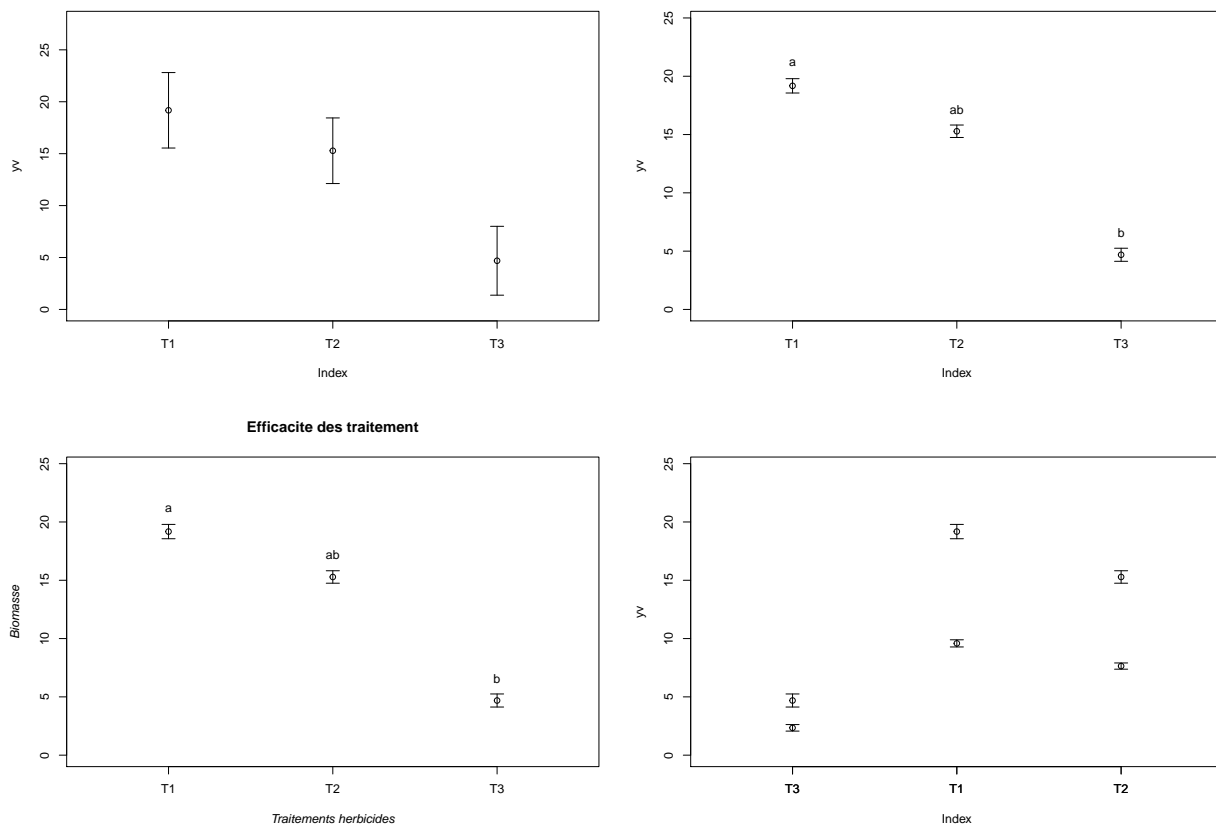 25
20
15
10
5
0
yv
T1 T2 T3
Index
25
20
15
10
5
0
yv
a
ab
b
T1 T2 T3
Index
Efficacite des traitement
25
20
15
10
5
0
Biomasse
a
ab
b
T1 T2 T3
Traitements herbicides
25
20
15
10
5
0
yv
T3 T1 T2
Index